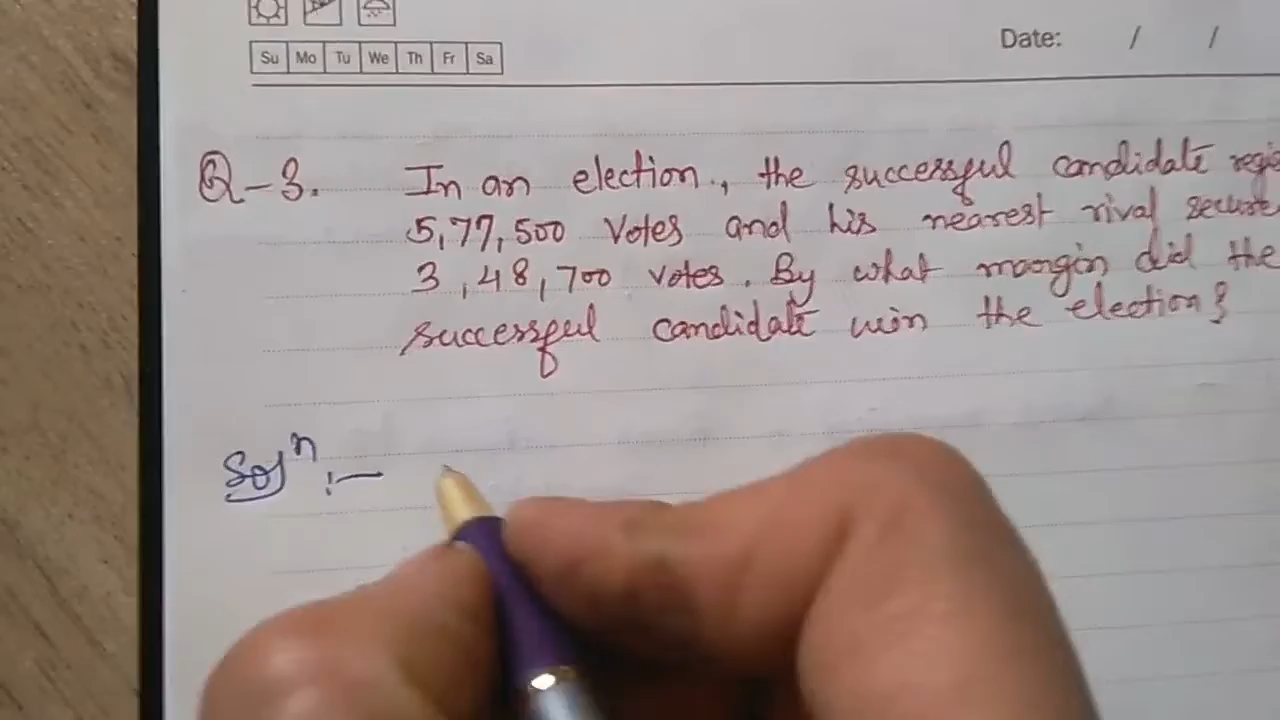 Su Mo Tu We Th Fr Sa
Date: / /
Q-3. In an election, the successful candidate regis
5,77,500 votes and his nearest rival secure
3,48,700 votes. By what margin did the
successful candidate win the election?
Solⁿ :-